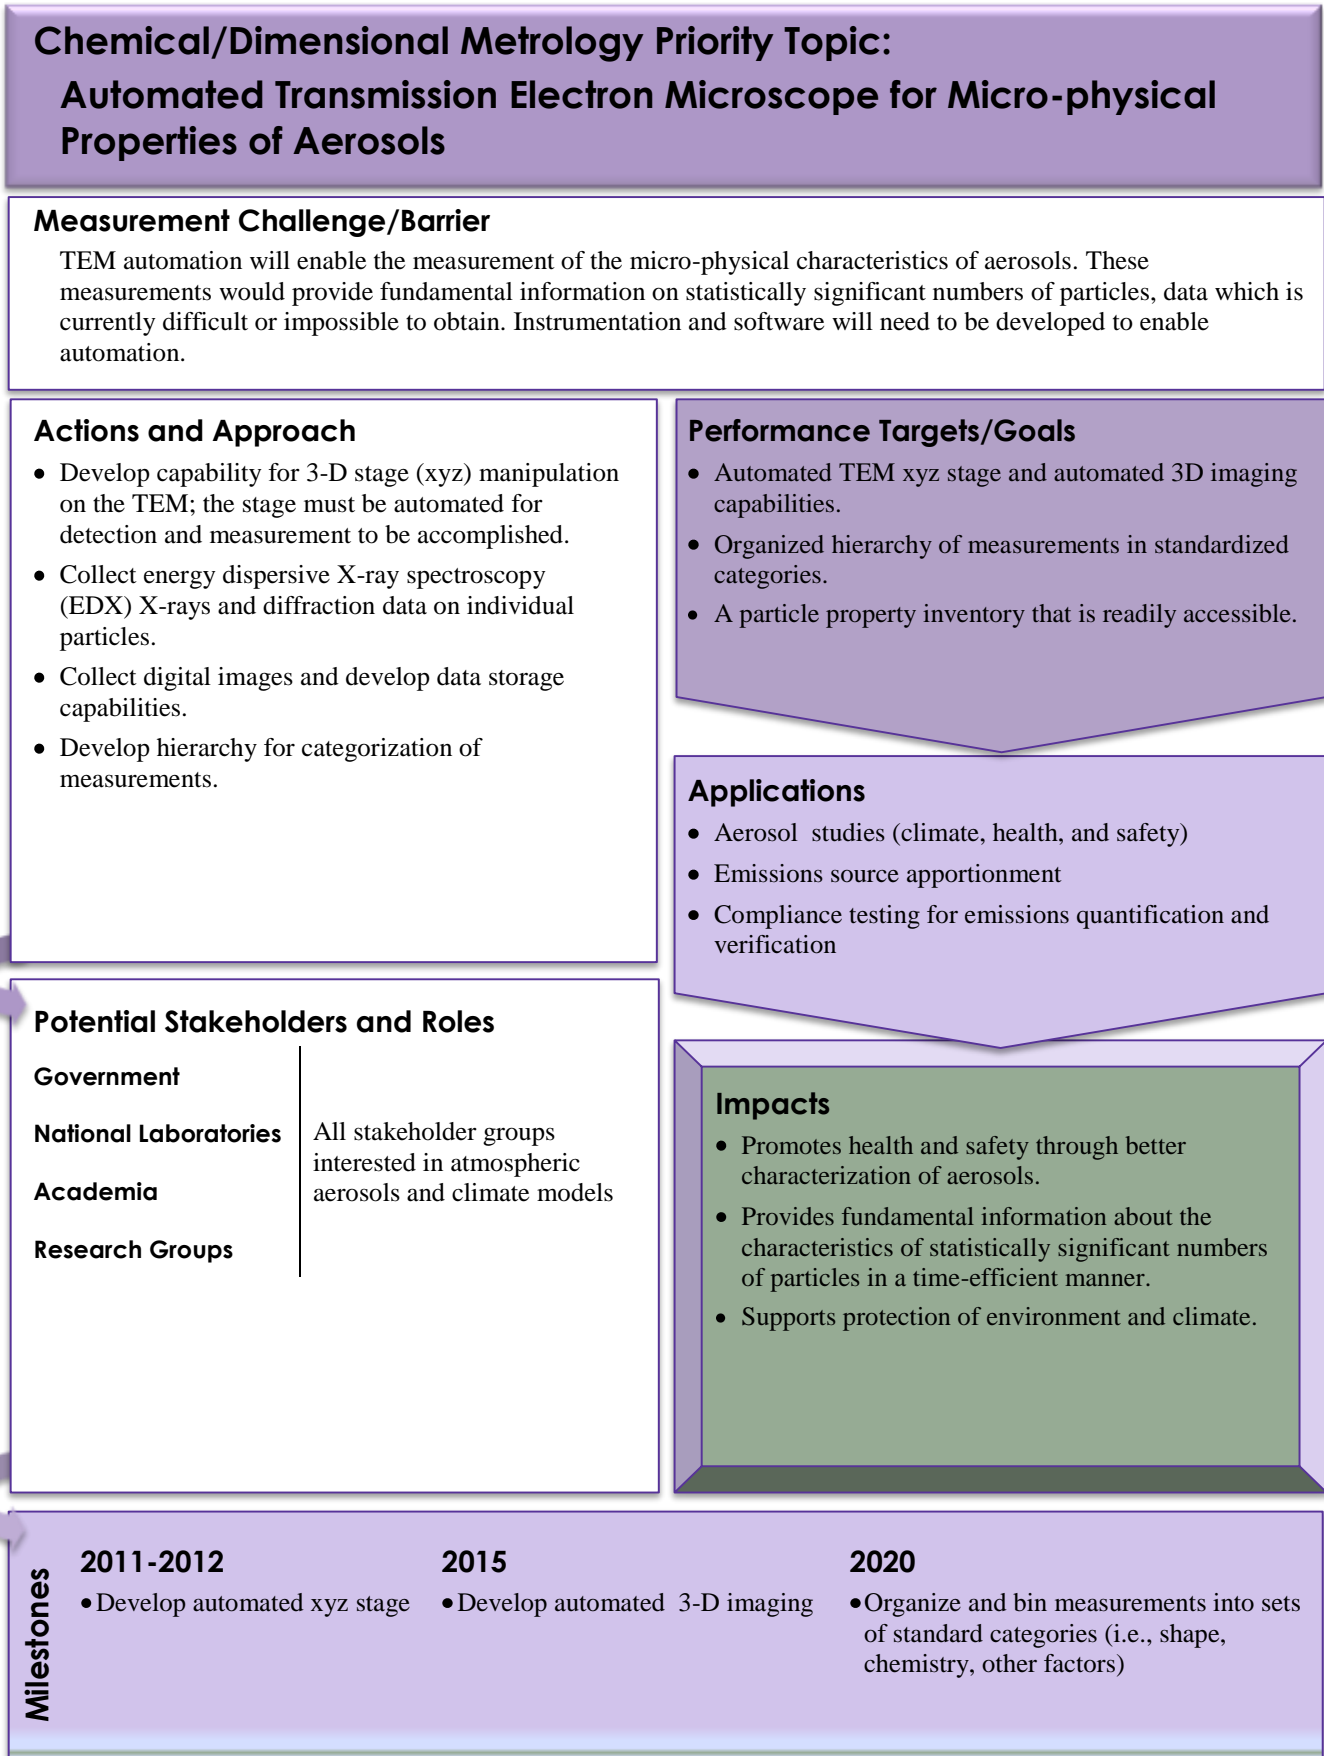 Chemical/Dimensional Metrology Priority Topic:
Automated Transmission Electron Microscope for Micro-physical
Properties of Aerosols
Measurement Challenge/Barrier
TEM automation will enable the measurement of the micro-physical characteristics of aerosols. These
measurements would provide fundamental information on statistically significant numbers of particles, data which is
currently difficult or impossible to obtain. Instrumentation and software will need to be developed to enable
automation.
Actions and Approach
• Develop capability for 3-D stage (xyz) manipulation
on the TEM; the stage must be automated for
detection and measurement to be accomplished.
• Collect energy dispersive X-ray spectroscopy
(EDX) X-rays and diffraction data on individual
particles.
• Collect digital images and develop data storage
capabilities.
• Develop hierarchy for categorization of
measurements.
Performance Targets/Goals
• Automated TEM xyz stage and automated 3D imaging
capabilities.
• Organized hierarchy of measurements in standardized
categories.
• A particle property inventory that is readily accessible.
Applications
• Aerosol studies (climate, health, and safety)
• Emissions source apportionment
• Compliance testing for emissions quantification and
verification
Potential Stakeholders and Roles
Government
National Laboratories
Academia
Research Groups
All stakeholder groups
interested in atmospheric
aerosols and climate models
Impacts
• Promotes health and safety through better
characterization of aerosols.
• Provides fundamental information about the
characteristics of statistically significant numbers
of particles in a time-efficient manner.
• Supports protection of environment and climate.
Milestones
2011-2012
• Develop automated xyz stage
2015
• Develop automated 3-D imaging
2020
• Organize and bin measurements into sets
of standard categories (i.e., shape,
chemistry, other factors)